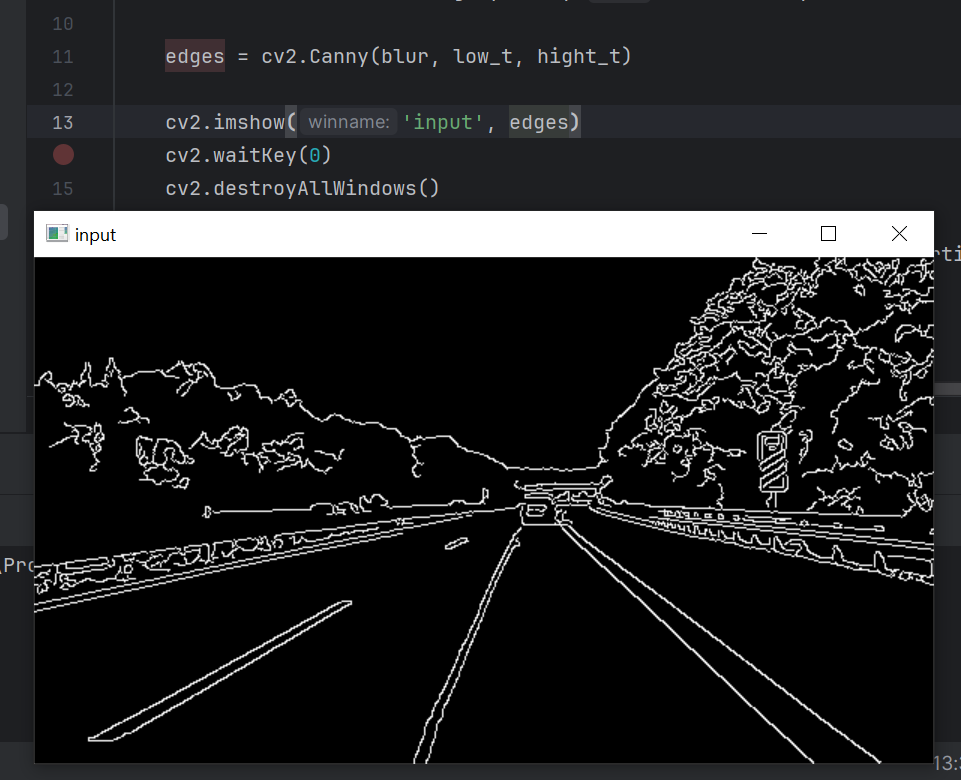 10
11 edges = cv2.Canny(blur, low_t, hight_t)
12
13 cv2.imshow( winname: 'input', edges)
cv2.waitKey(0)
15 cv2.destroyAllWindows()
input